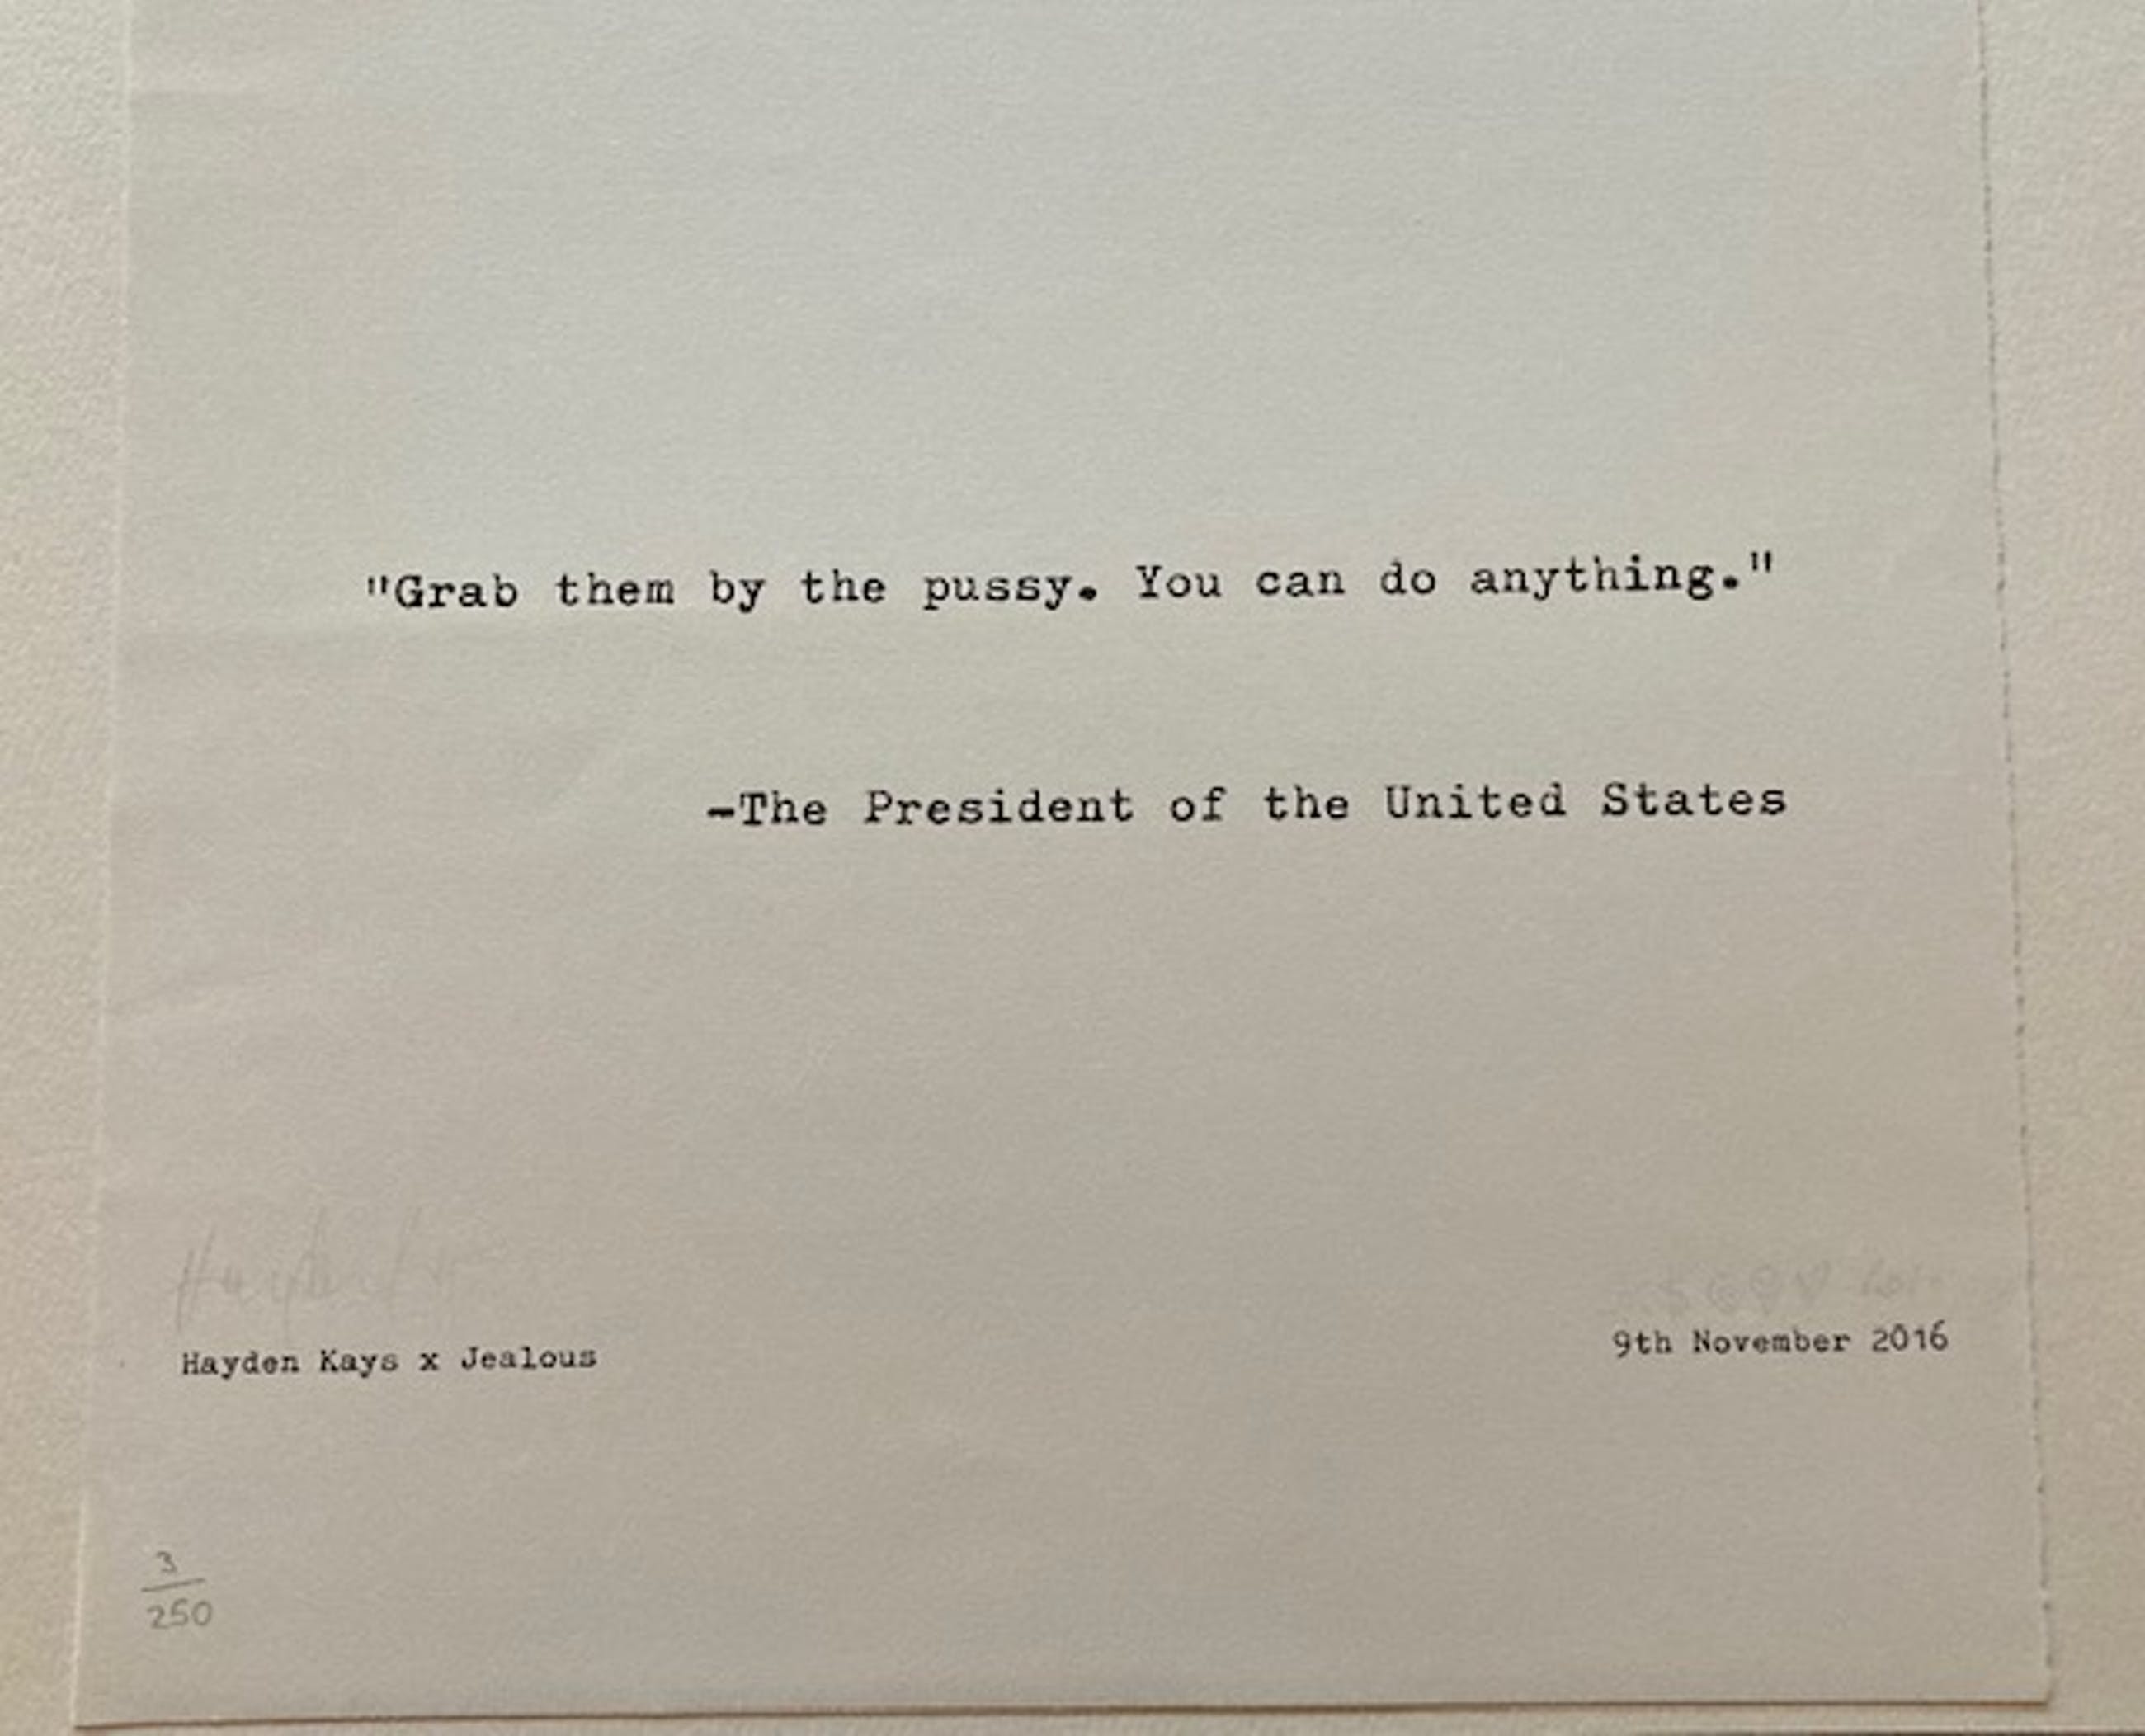 "Grab them by the pussy. You can do anything."
-The President of the United States
Hayden Kays x Jealous
9th November 2016
3
250